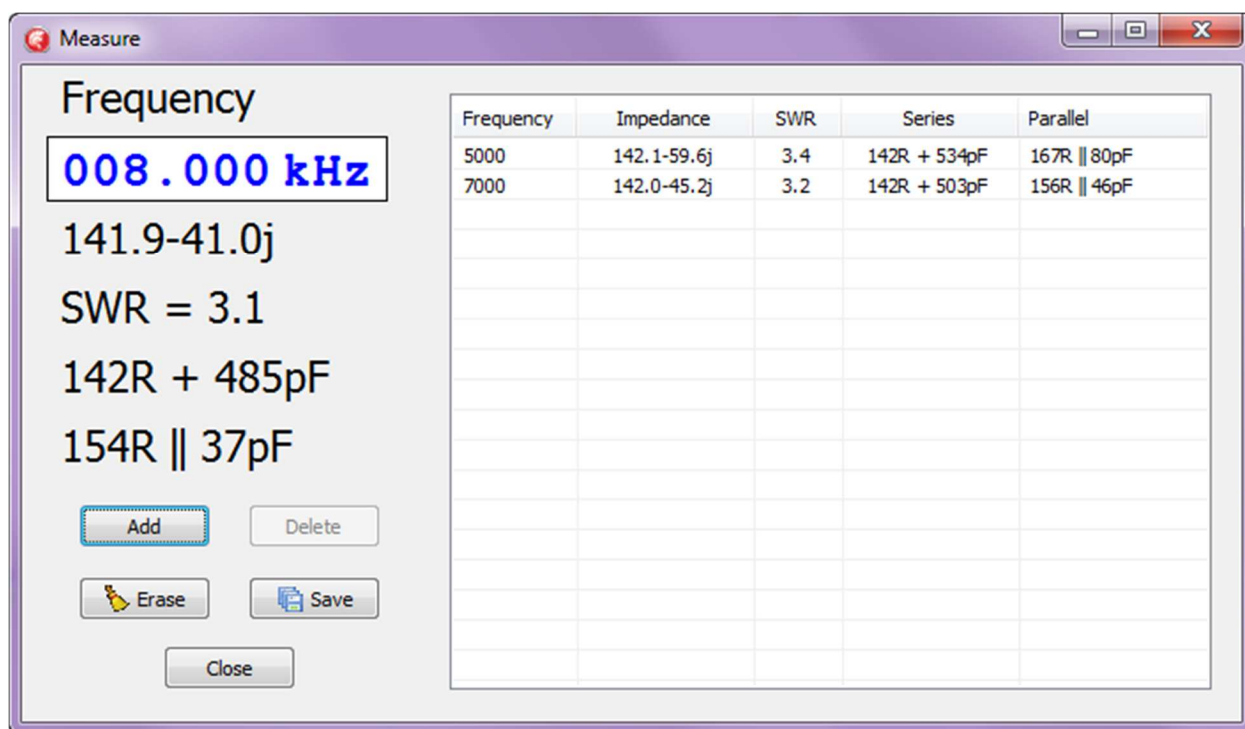 Measure
Frequency
008.000 kHz
141.9-41.0j
SWR = 3.1
142R + 485pF
154R || 37pF
Add Delete
Erase Save
Close
Frequency Impedance SWR Series Parallel
5000 142.1-59.6j 3.4 142R + 534pF 167R || 80pF
7000 142.0-45.2j 3.2 142R + 503pF 156R || 46pF